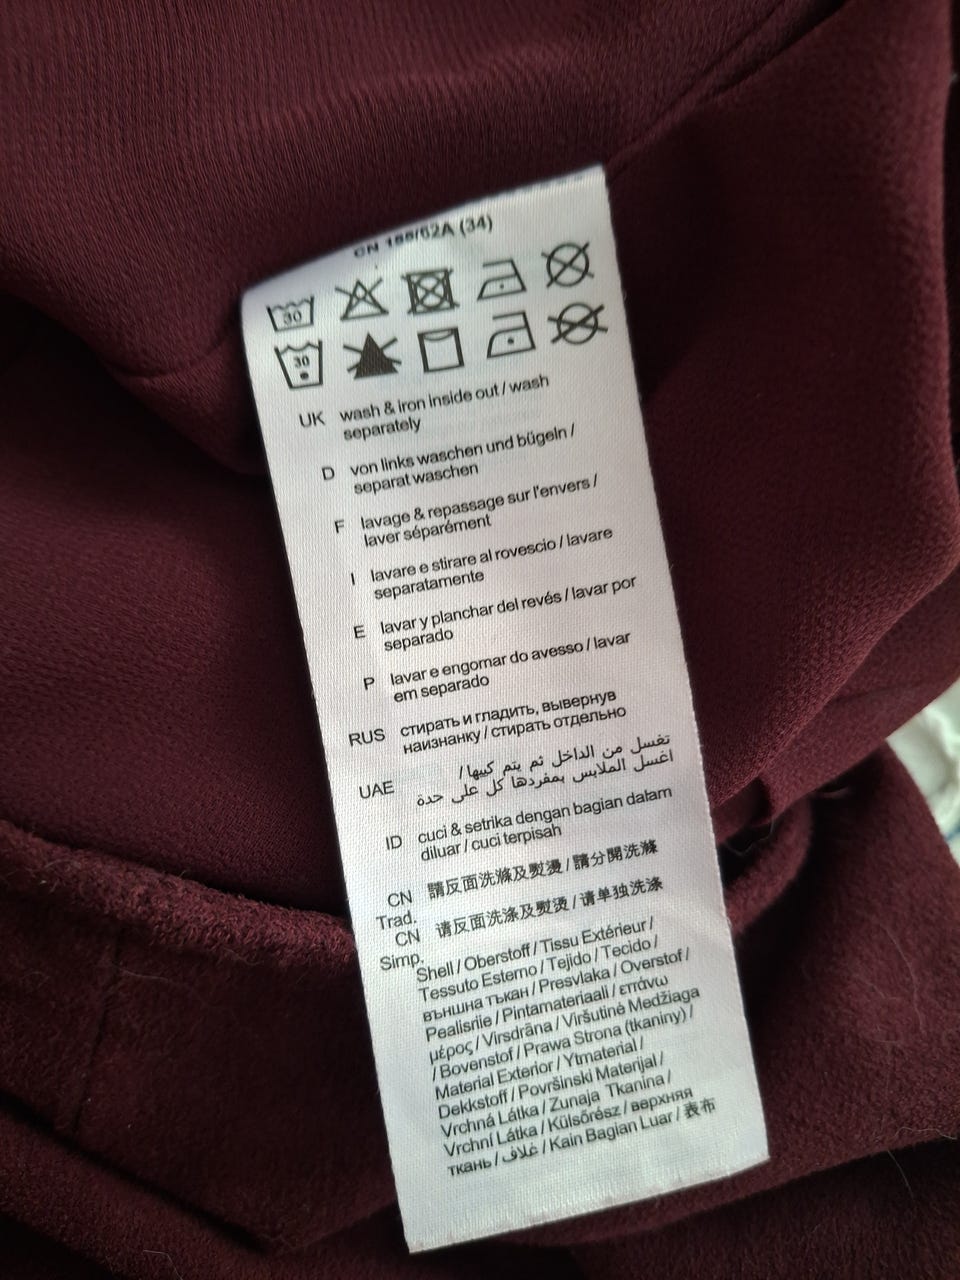 CN 155/62A (34)
30
30
UK wash & iron inside out / wash
separately
D von links waschen und bügeln /
separat waschen
F lavage & repassage sur l'envers /
laver séparément
I lavare e stirare al rovescio / lavare
separatamente
E lavar y planchar del revés / lavar por
separado
P lavar e engomar do avesso / lavar
em separado
RUS стирать и гладить, вывернув
наизнанку / стирать отдельно
UAE تغسل من الداخل ثم يتم كيها /
اغسل الملابس بمفردها كل على حدة
ID cuci & setrika dengan bagian dalam
diluar / cuci terpisah
CN Trad. 請反面洗滌及熨燙 / 請分開洗滌
CN Simp. 请反面洗涤及熨烫 / 请单独洗涤
Shell / Oberstoff / Tissu Extérieur /
Tessuto Esterno / Tejido / Tecido /
външна тъкан / Presvlaka / Overstof /
Pealisriie / Pintamateriaali / επάνω
μέρος / Virsdrāna / Viršutinė Medžiaga
/ Bovenstof / Prawa Strona (tkaniny) /
Material Exterior / Ytmaterial /
Dekkstoff / Površinski Materijal /
Vrchná Látka / Zunaja Tkanina /
Vrchní Látka / Külsőrész / верхняя
ткань / غلاف / Kain Bagian Luar / 表布